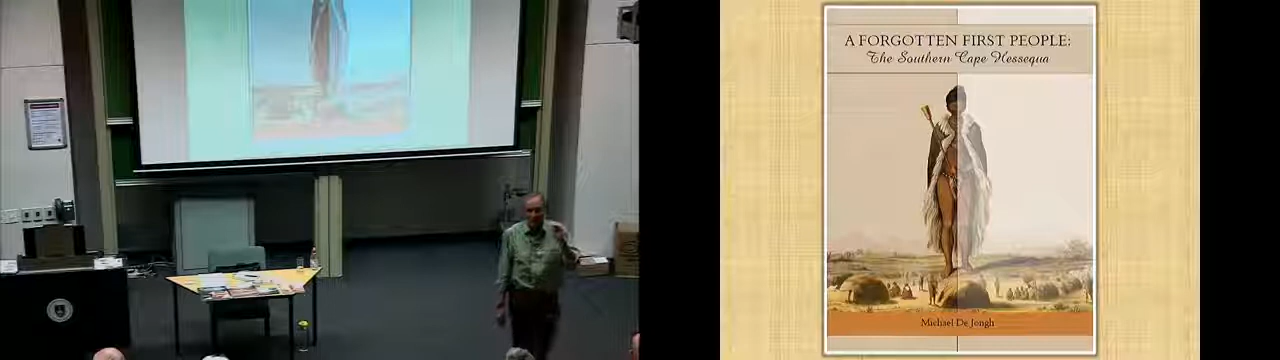 A FORGOTTEN FIRST PEOPLE:
The Southern Cape Hessequa
Michael De Jongh